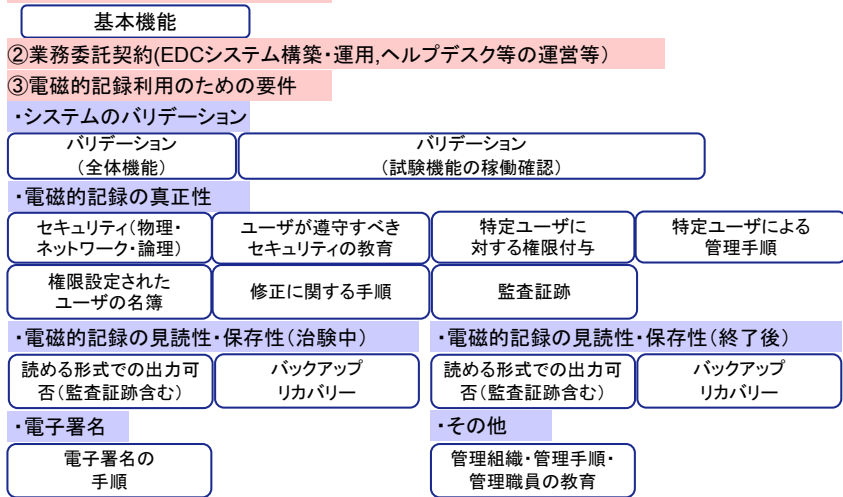 基本機能
②業務委託契約(EDCシステム構築・運用,ヘルプデスク等の運営等)
③電磁的記録利用のための要件
・システムのバリデーション
バリデーション
(全体機能)
バリデーション
(試験機能の稼働確認)
・電磁的記録の真正性
セキュリティ(物理・
ネットワーク・論理)
ユーザが遵守すべき
セキュリティの教育
特定ユーザに
対する権限付与
特定ユーザによる
管理手順
権限設定された
ユーザの名簿
修正に関する手順
監査証跡
・電磁的記録の見読性・保存性(治験中)
・電磁的記録の見読性・保存性(終了後)
読める形式での出力可
否(監査証跡含む)
バックアップ
リカバリー
読める形式での出力可
否(監査証跡含む)
バックアップ
リカバリー
・電子署名
・その他
電子署名の
手順
管理組織・管理手順・
管理職員の教育